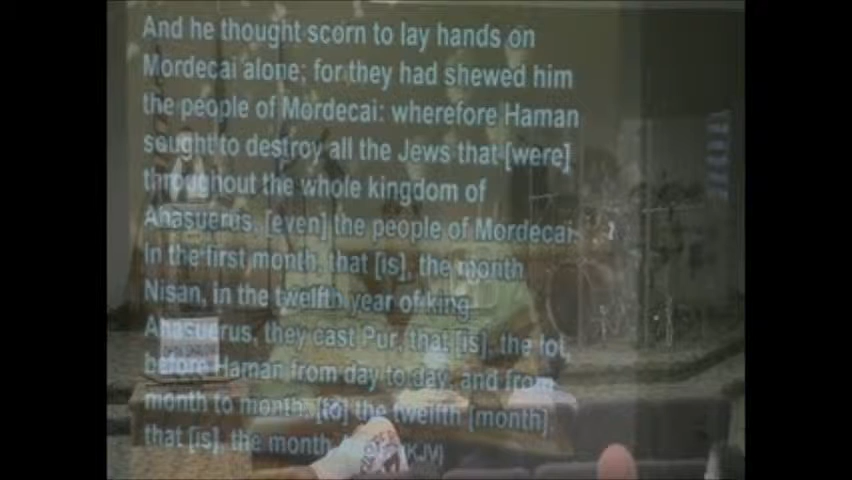 And he thought scorn to lay hands on
Mordecai alone; for they had shewed him
the people of Mordecai: wherefore Haman
sought to destroy all the Jews that [were]
throughout the whole kingdom of
Ahasuerus, [even] the people of Mordecai.
In the first month, that [is], the month
Nisan, in the twelfth year of king
Ahasuerus, they cast Pur, that [is], the lot,
before Haman from day to day, and from
month to month, [to] the twelfth [month]
that [is], the month (KJV)